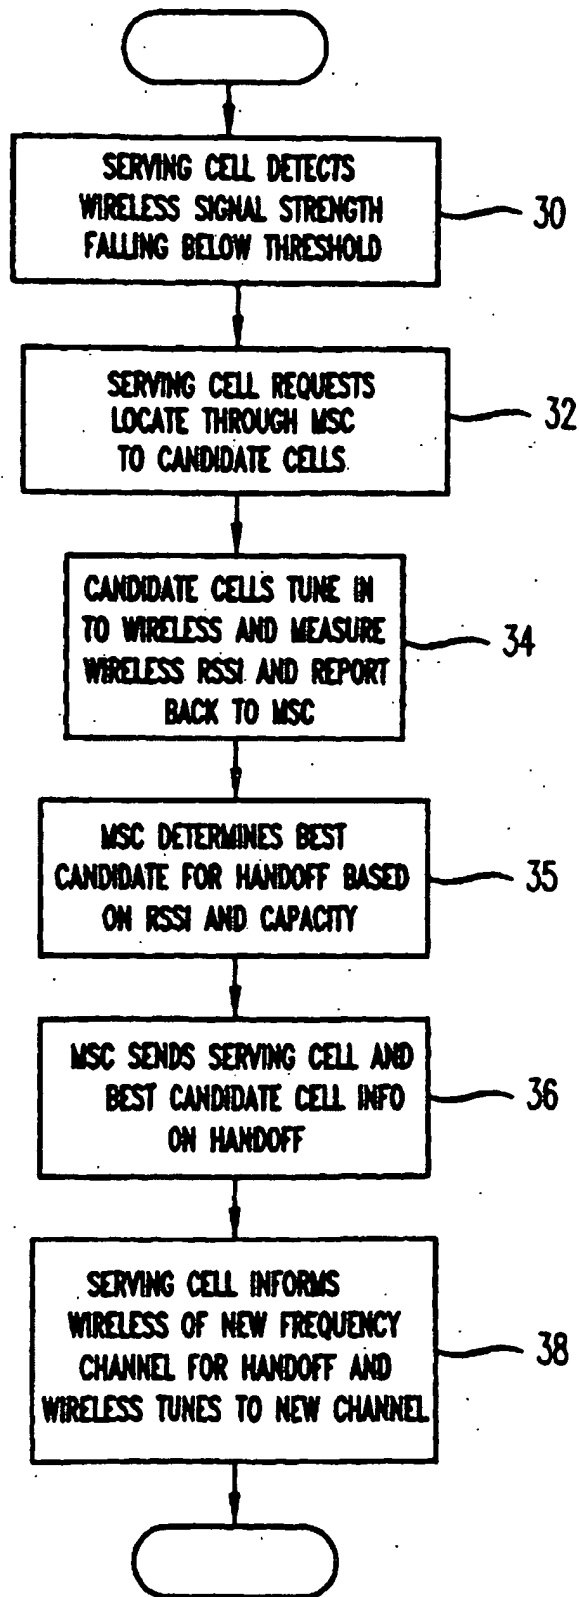 SERVING CELL DETECTS
WIRELESS SIGNAL STRENGTH
FALLING BELOW THRESHOLD
30
SERVING CELL REQUESTS
LOCATE THROUGH MSC
TO CANDIDATE CELLS
32
CANDIDATE CELLS TUNE IN
TO WIRELESS AND MEASURE
WIRELESS RSSI AND REPORT
BACK TO MSC
34
MSC DETERMINES BEST
CANDIDATE FOR HANDOFF BASED
ON RSSI AND CAPACITY
35
MSC SENDS SERVING CELL AND
BEST CANDIDATE CELL INFO
ON HANDOFF
36
SERVING CELL INFORMS
WIRELESS OF NEW FREQUENCY
CHANNEL FOR HANDOFF AND
WIRELESS TUNES TO NEW CHANNEL
38